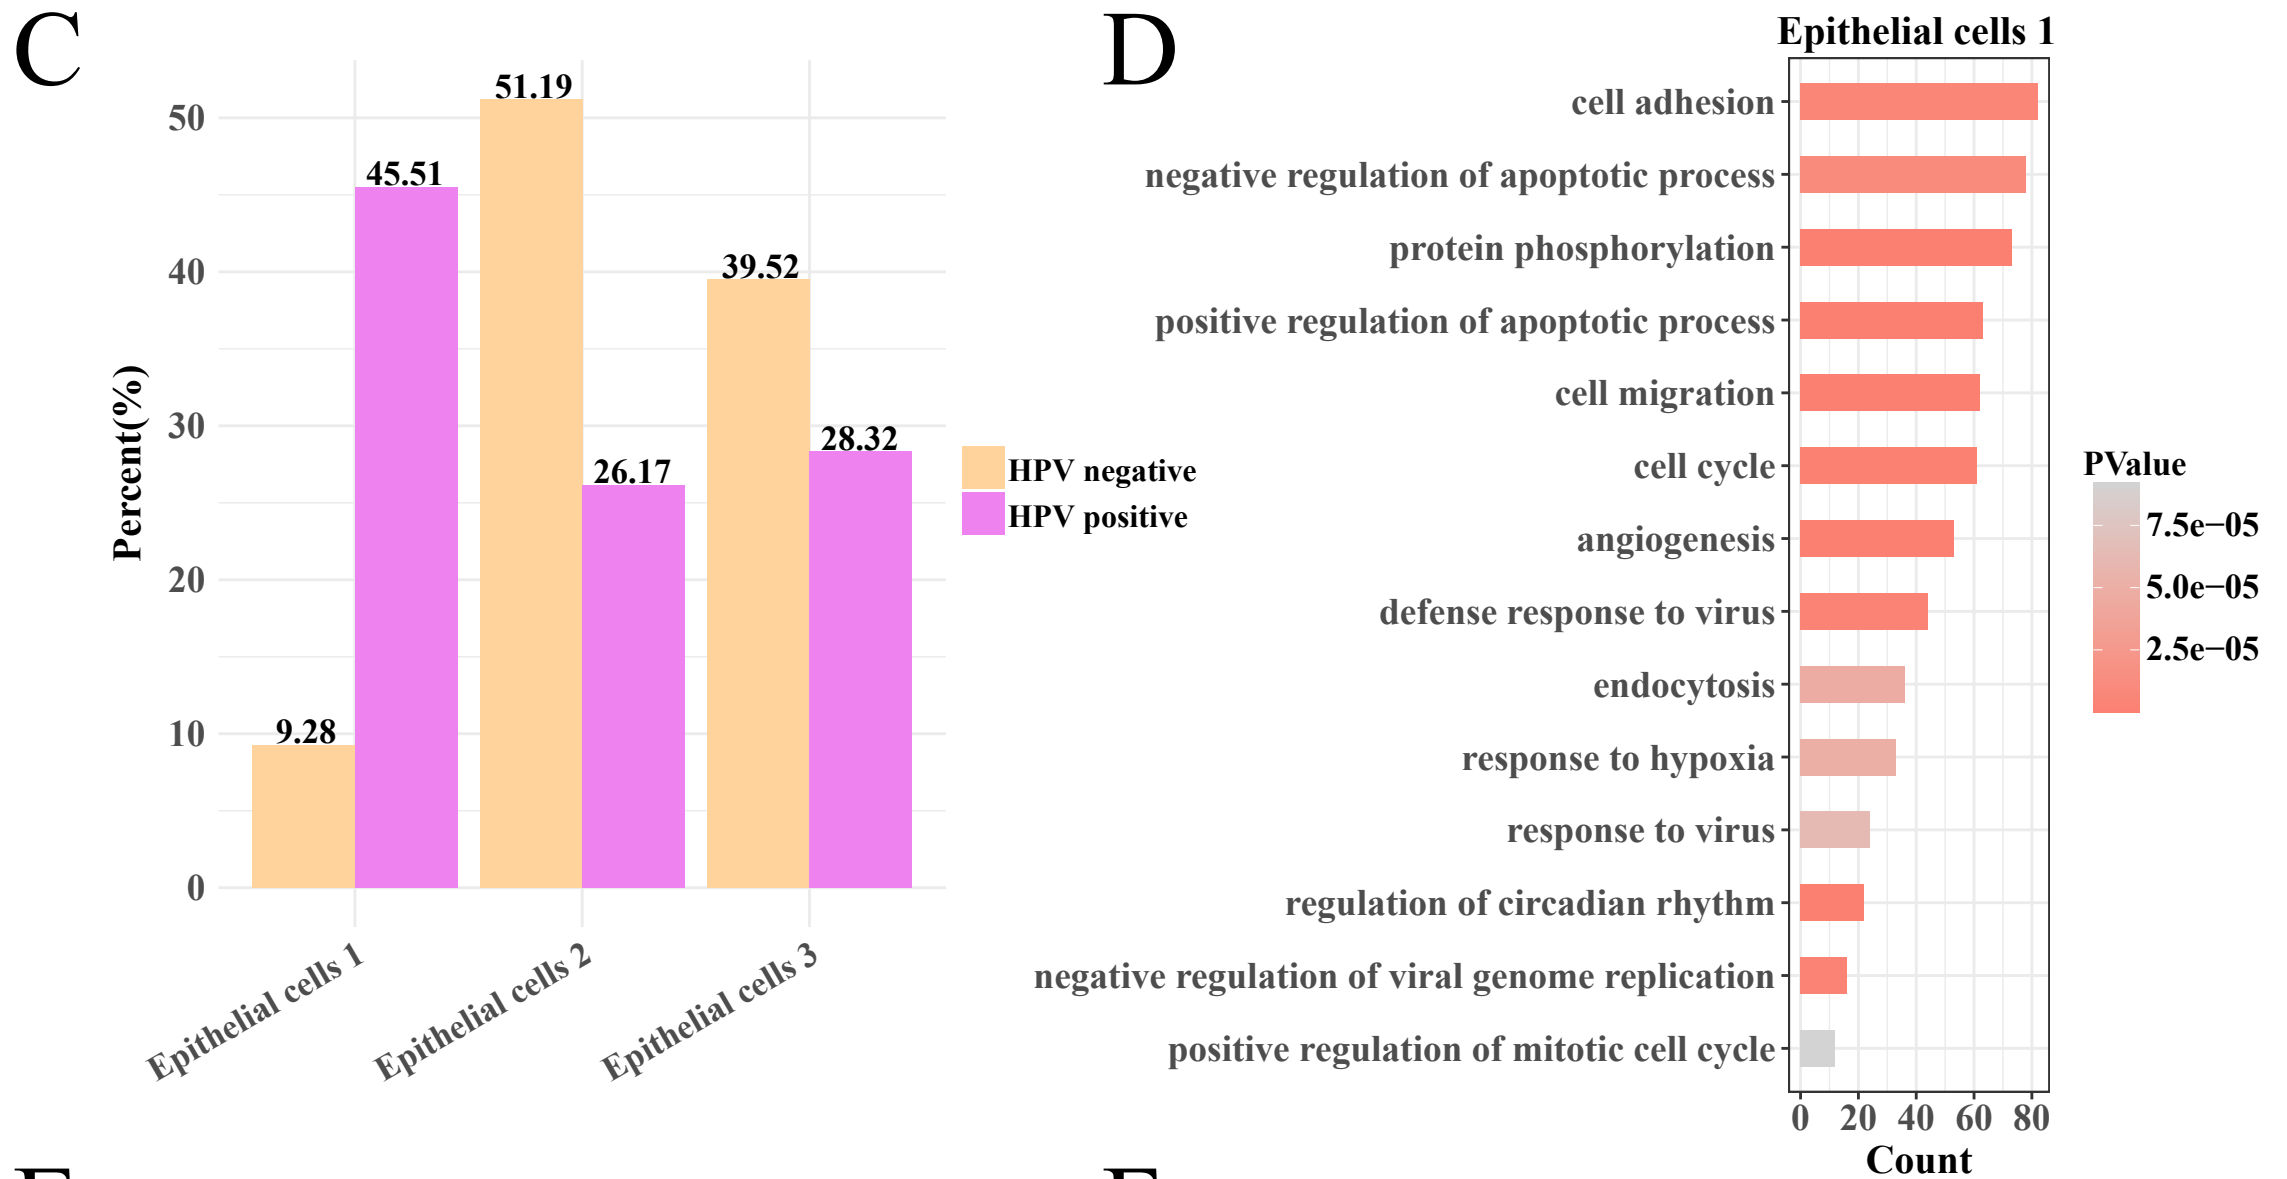 C
51.19
45.51
39.52
28.32
26.17
9.28
50
40
30
20
10
0
Percent(%)
Epithelial cells 1
Epithelial cells 2
Epithelial cells 3
HPV negative
HPV positive
D
Epithelial cells 1
cell adhesion
negative regulation of apoptotic process
protein phosphorylation
positive regulation of apoptotic process
cell migration
cell cycle
angiogenesis
defense response to virus
endocytosis
response to hypoxia
response to virus
regulation of circadian rhythm
negative regulation of viral genome replication
positive regulation of mitotic cell cycle
0 20 40 60 80
Count
PValue
7.5e−05
5.0e−05
2.5e−05